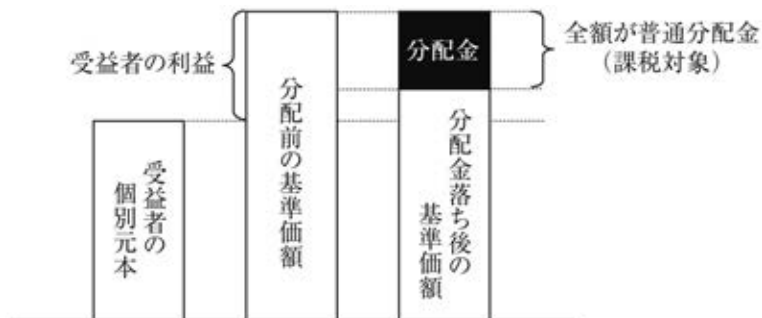 受益者の利益
受益者の
個別元本
分配前の基準価額
分配金
分配金落ち後の
基準価額
全額が普通分配金
(課税対象)